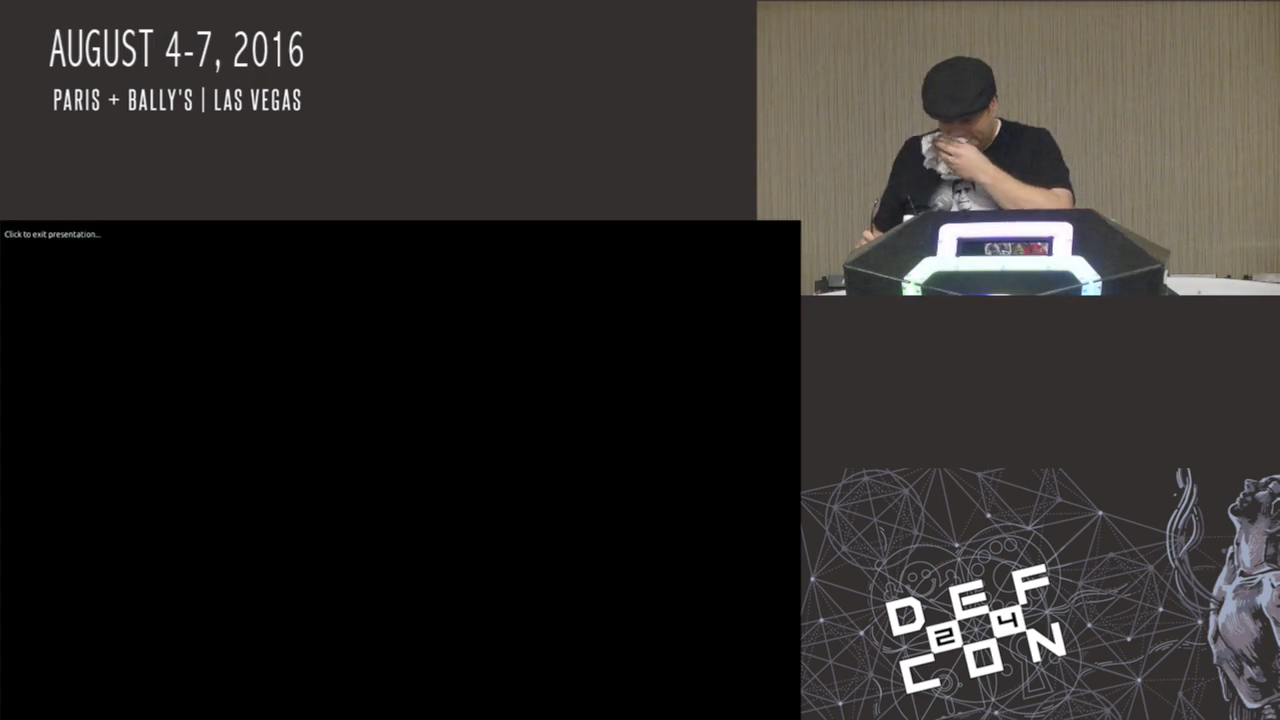 AUGUST 4-7, 2016
PARIS + BALLY'S | LAS VEGAS
Click to exit presentation...
DEF
24
CON